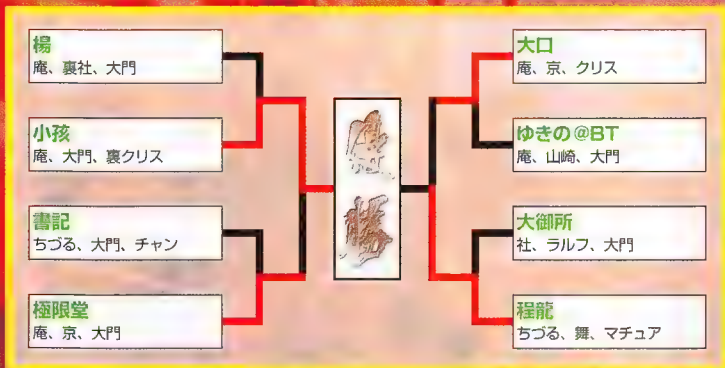 楊
庵、裏社、大門
小孩
庵、大門、裏クリス
書記
ちづる、大門、チャン
極限堂
庵、京、大門
優勝
大口
庵、京、クリス
ゆきの@BT
庵、山崎、大門
大御所
社、ラルフ、大門
程龍
ちづる、舞、マチュア